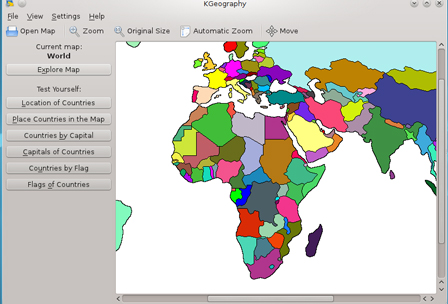 KGeography
File View Settings Help
Open Map Zoom Original Size Automatic Zoom Move
Current map:
World
Explore Map
Test Yourself:
Location of Countries
Place Countries in the Map
Countries by Capital
Capitals of Countries
Countries by Flag
Flags of Countries